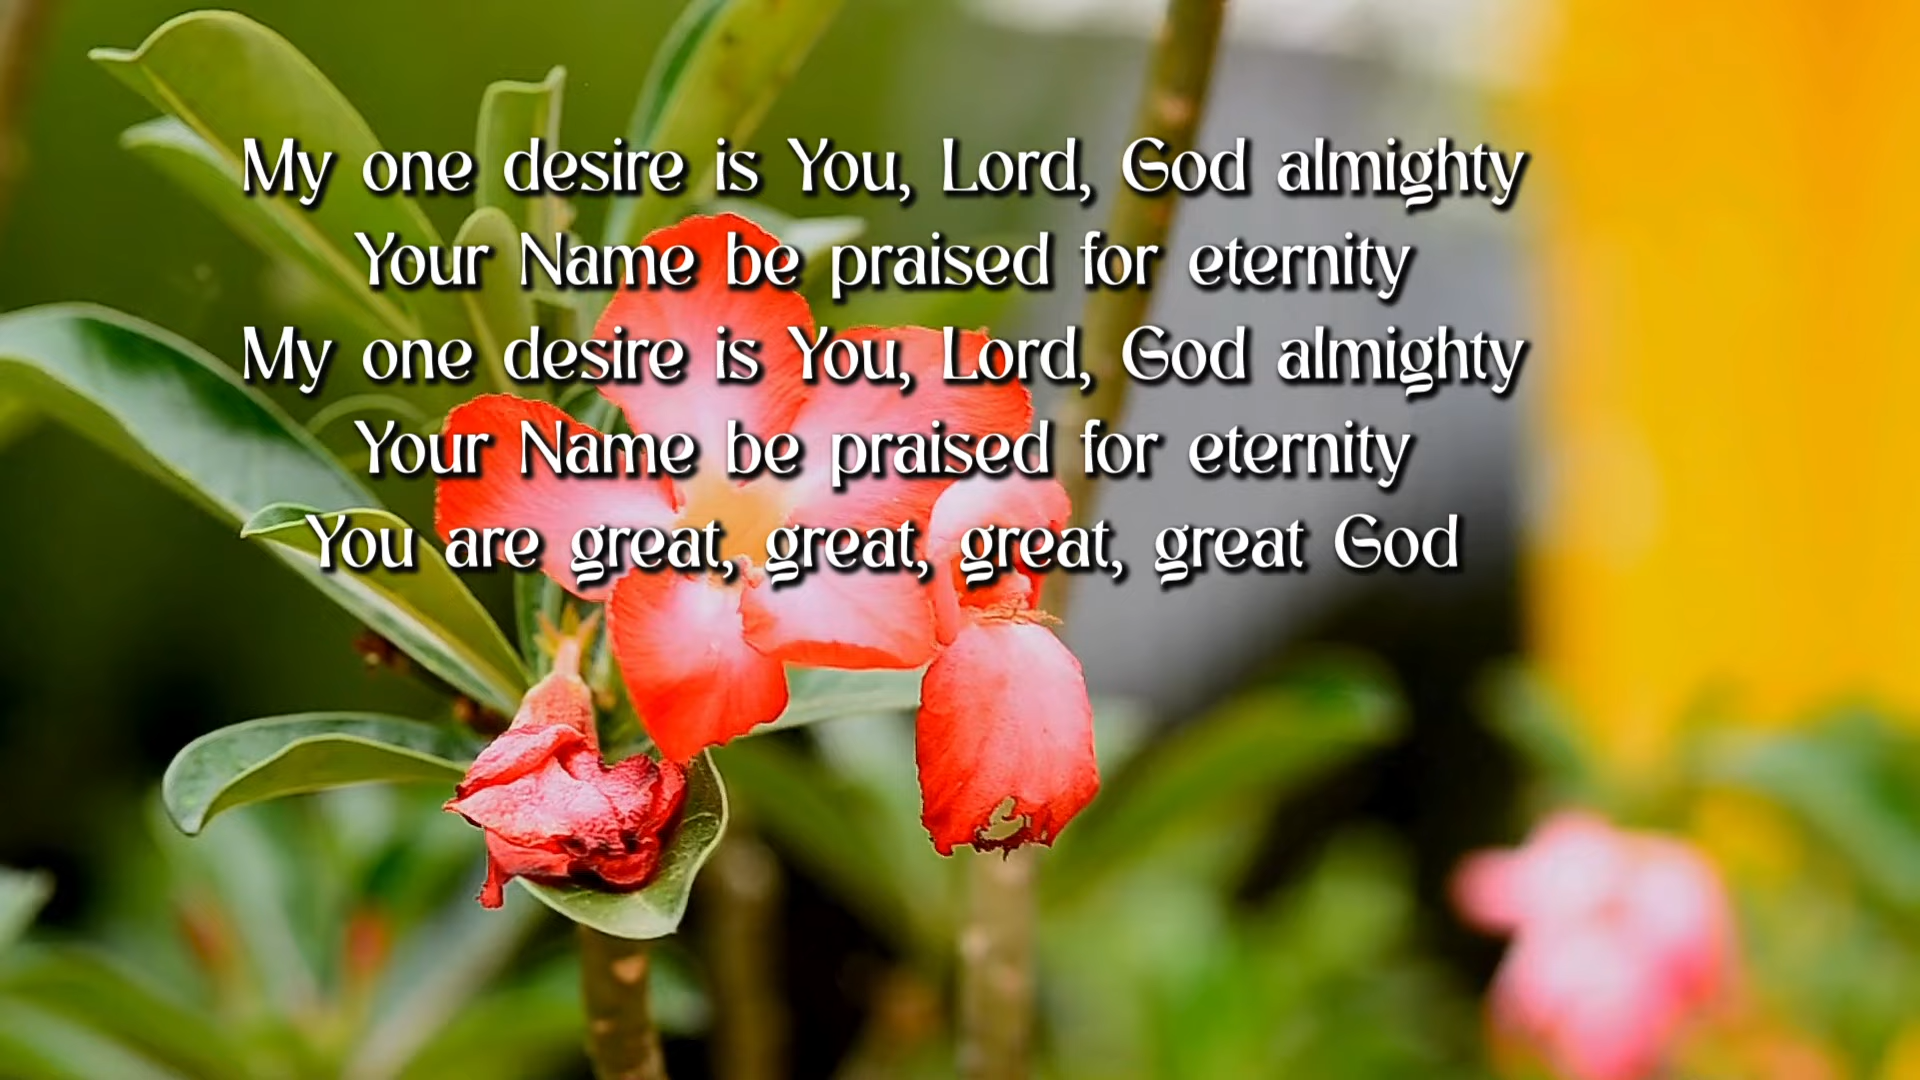 My one desire is You, Lord, God almighty
Your Name be praised for eternity
My one desire is You, Lord, God almighty
Your Name be praised for eternity
You are great, great, great, great God